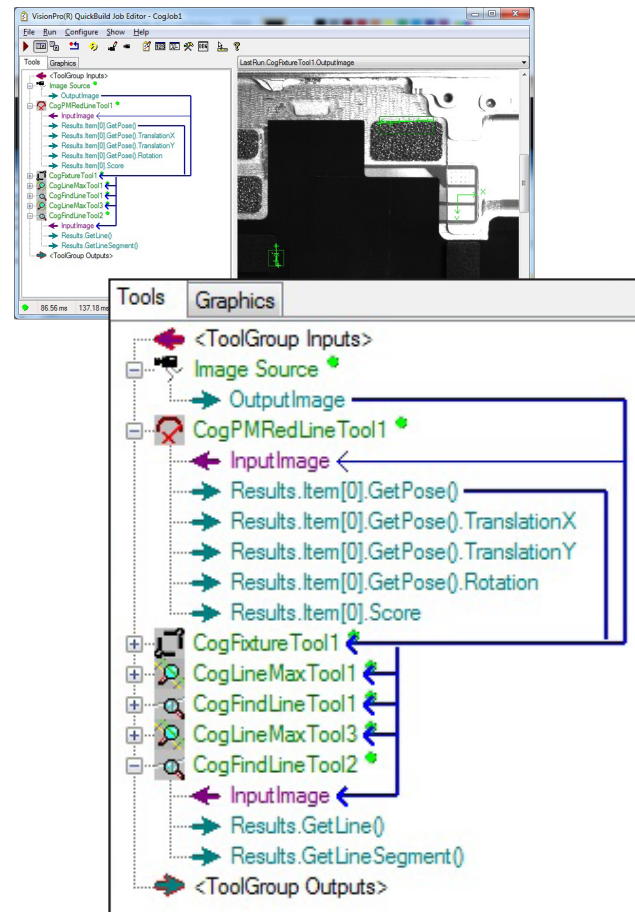 VisionPro(R) QuickBuild Job Editor - CogJob1
File Run Configure Show Help
Tools Graphics
LastRun.CogFixtureTool1.OutputImage
<ToolGroup Inputs>
Image Source
OutputImage
CogPMRedLineTool1
InputImage
Results.Item[0].GetPose()
Results.Item[0].GetPose().TranslationX
Results.Item[0].GetPose().TranslationY
Results.Item[0].GetPose().Rotation
Results.Item[0].Score
CogFixtureTool1
CogLineMaxTool1
CogFindLineTool1
CogLineMaxTool3
CogFindLineTool2
InputImage
Results.GetLine()
Results.GetLineSegment()
<ToolGroup Outputs>
86.56 ms 137.18 ms
Tools Graphics
<ToolGroup Inputs>
Image Source
OutputImage
CogPMRedLineTool1
InputImage
Results.Item[0].GetPose()
Results.Item[0].GetPose().TranslationX
Results.Item[0].GetPose().TranslationY
Results.Item[0].GetPose().Rotation
Results.Item[0].Score
CogFixtureTool1
CogLineMaxTool1
CogFindLineTool1
CogLineMaxTool3
CogFindLineTool2
InputImage
Results.GetLine()
Results.GetLineSegment()
<ToolGroup Outputs>